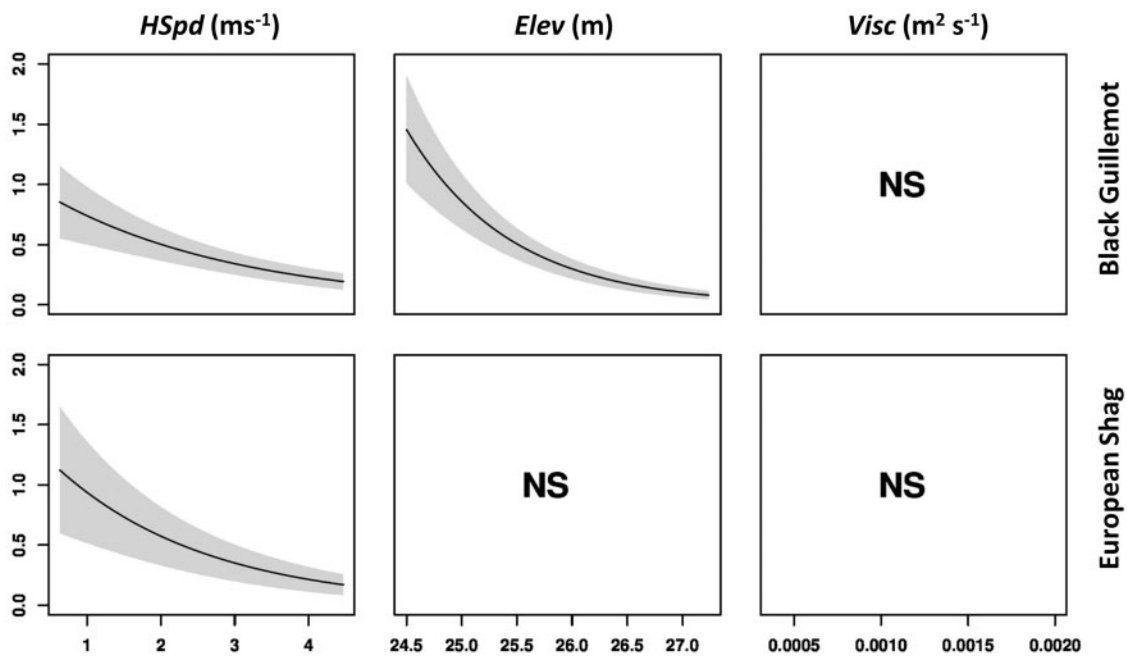 HSpd (ms⁻¹) Elev (m) Visc (m² s⁻¹)
2.0
1.5
1.0
0.5
0.0
NS
Black Guillemot
2.0
1.5
1.0
0.5
0.0
NS NS
European Shag
1 2 3 4 24.5 25.0 25.5 26.0 26.5 27.0 0.0005 0.0010 0.0015 0.0020